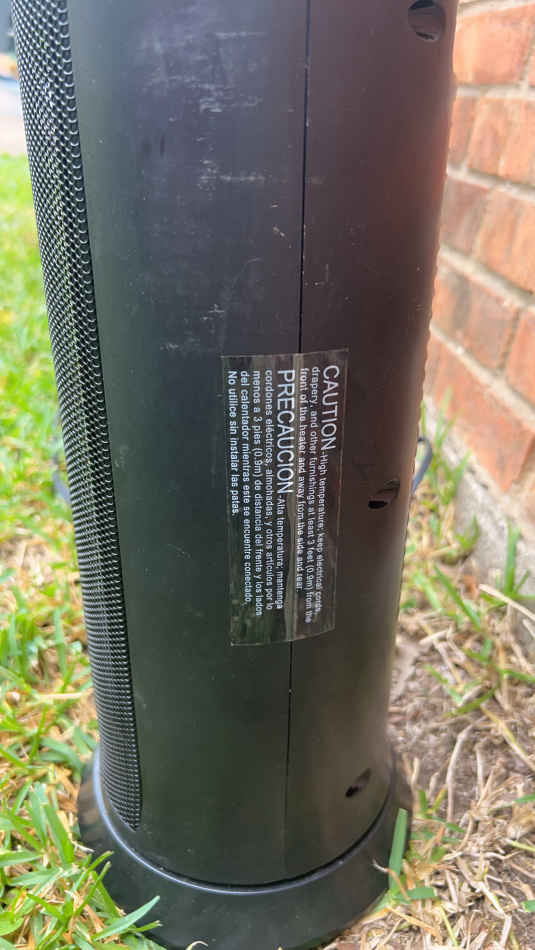 CAUTION-High temperature; keep electrical cords,
drapery, and other furnishings at least 3 feet (0.9m) from the
front of the heater and away from the side and rear.
PRECAUCION-Alta temperatura; mantenga
cordones eléctricos, almohadas, y otros artículos por lo
menos a 3 pies (0.9m) de distancia del frente y los lados
del calentador mientras este se encuentre conectado.
No utilice sin instalar las patas.